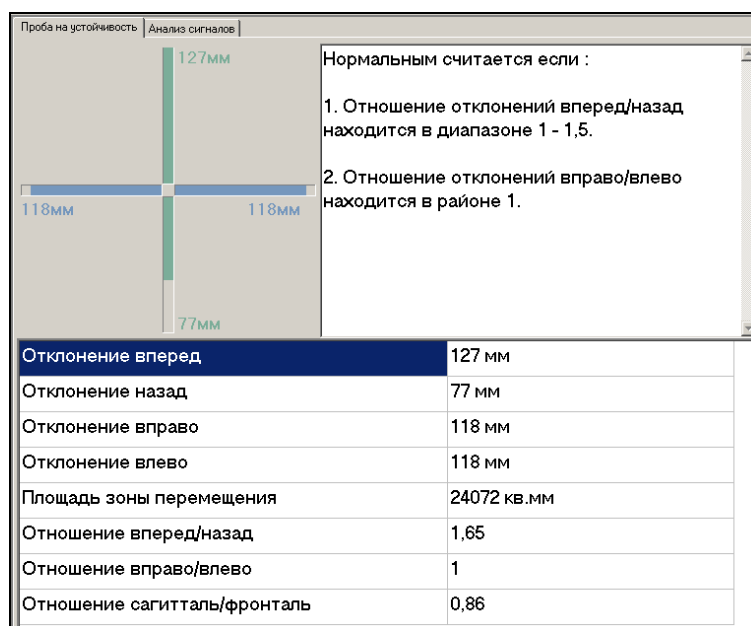 Проба на устойчивость
Анализ сигналов
127мм
118мм
118мм
77мм
Нормальным считается если :
1. Отношение отклонений вперед/назад
находится в диапазоне 1 - 1,5.
2. Отношение отклонений вправо/влево
находится в районе 1.
Отклонение вперед 127 мм
Отклонение назад 77 мм
Отклонение вправо 118 мм
Отклонение влево 118 мм
Площадь зоны перемещения 24072 кв.мм
Отношение вперед/назад 1,65
Отношение вправо/влево 1
Отношение сагитталь/фронталь 0,86